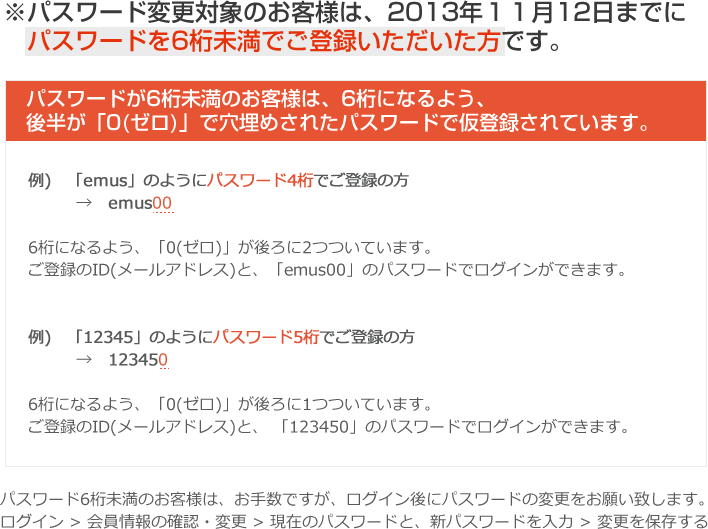 ※パスワード変更対象のお客様は、2013年１１月12日までに
パスワードを6桁未満でご登録いただいた方です。
パスワードが6桁未満のお客様は、6桁になるよう、
後半が「0(ゼロ)」で穴埋めされたパスワードで仮登録されています。
例) 「emus」のようにパスワード4桁でご登録の方
→ emus00
6桁になるよう、「0(ゼロ)」が後ろに2つついています。
ご登録のID(メールアドレス)と、「emus00」のパスワードでログインができます。
例) 「12345」のようにパスワード5桁でご登録の方
→ 123450
6桁になるよう、「0(ゼロ)」が後ろに1つついています。
ご登録のID(メールアドレス)と、 「123450」のパスワードでログインができます。
パスワード6桁未満のお客様は、お手数ですが、ログイン後にパスワードの変更をお願い致します。
ログイン > 会員情報の確認・変更 > 現在のパスワードと、新パスワードを入力 > 変更を保存する